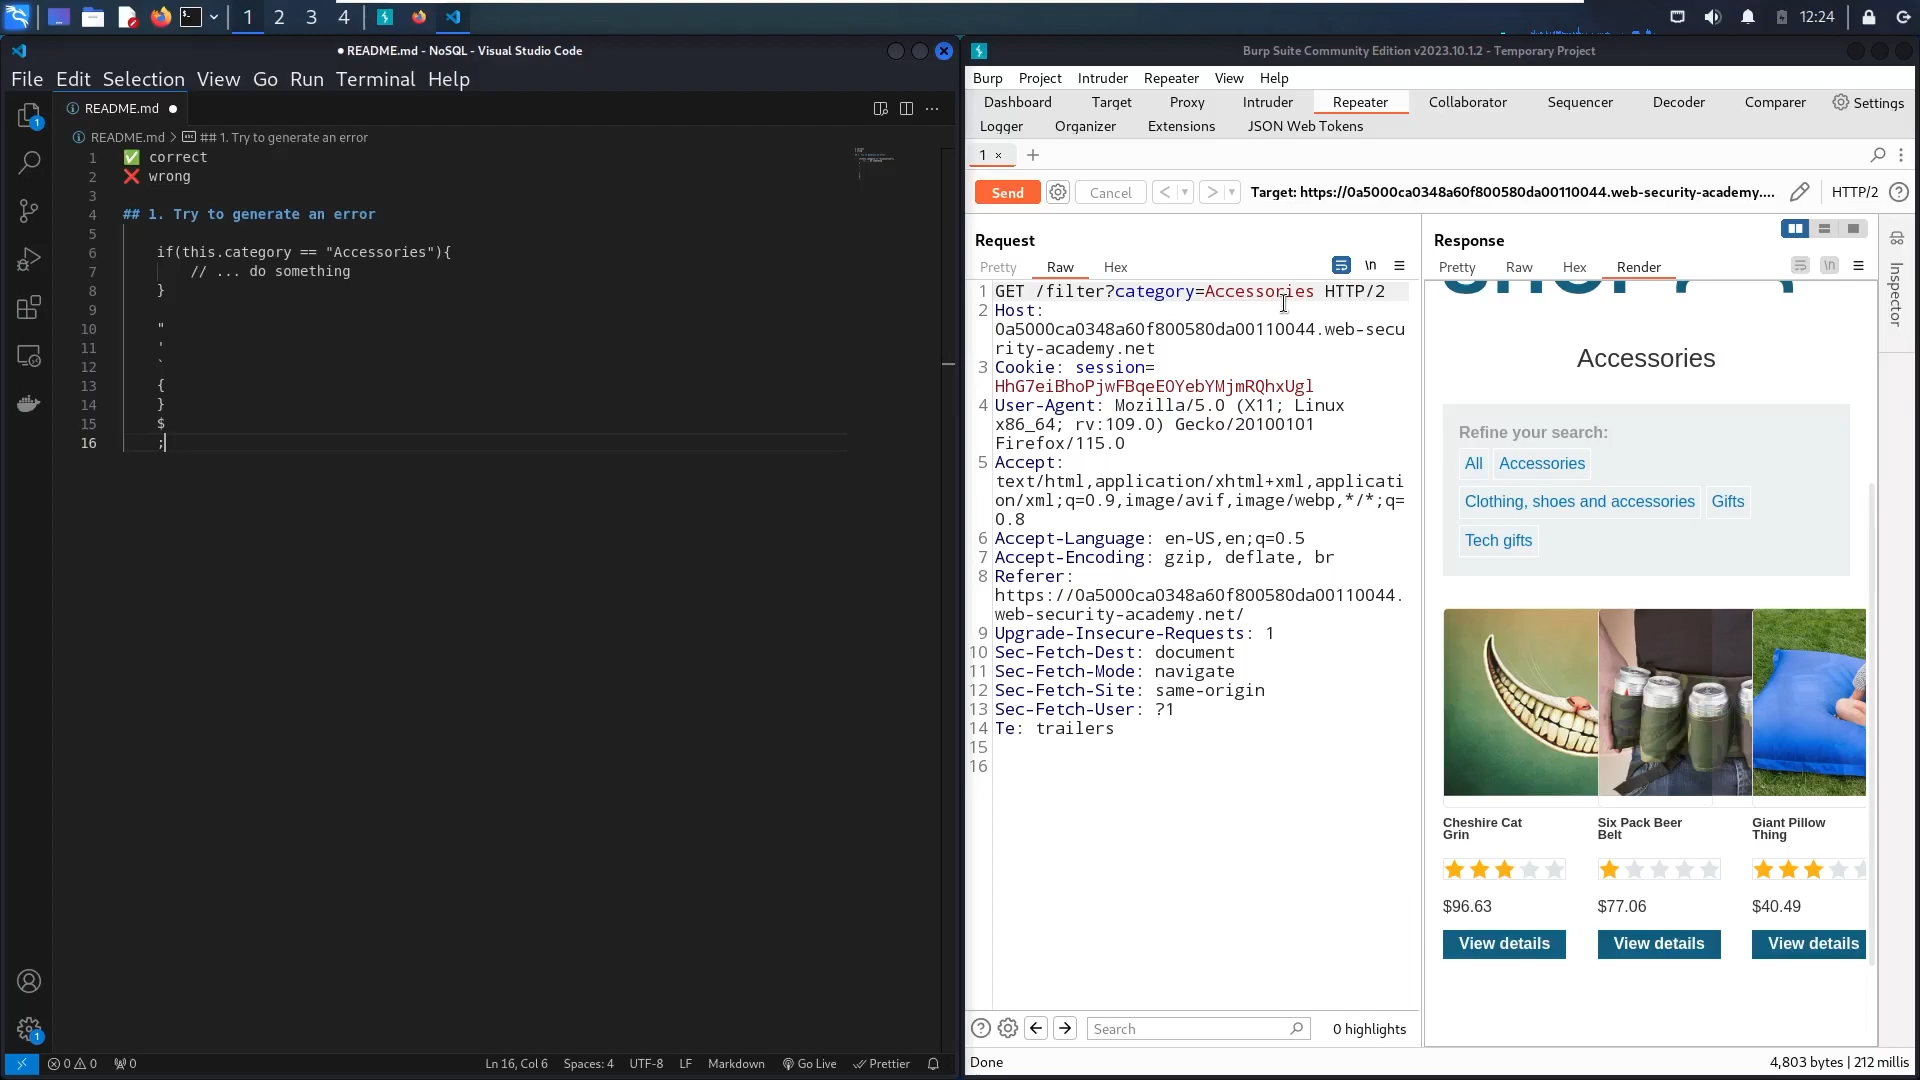 1 2 3 4 12:24
README.md - NoSQL - Visual Studio Code
File Edit Selection View Go Run Terminal Help
README.md
README.md > ## 1. Try to generate an error
1 ✅ correct
2 ❌ wrong
3
4 ## 1. Try to generate an error
5
6 if(this.category == "Accessories"){
7 // ... do something
8 }
9
10 "
11 '
12 `
13 {
14 }
15 $
16 ;
1
1
0 0 0
Ln 16, Col 6 Spaces: 4 UTF-8 LF Markdown Go Live Prettier
Burp Suite Community Edition v2023.10.1.2 - Temporary Project
Burp Project Intruder Repeater View Help
Dashboard Target Proxy Intruder Repeater Collaborator Sequencer Decoder Comparer Settings
Logger Organizer Extensions JSON Web Tokens
1 × +
Send Cancel < > Target: https://0a5000ca0348a60f800580da00110044.web-security-academy.... HTTP/2
Request
Pretty Raw Hex \n
1 GET /filter?category=Accessories HTTP/2
2 Host:
0a5000ca0348a60f800580da00110044.web-secu
rity-academy.net
3 Cookie: session=
HhG7eiBhoPjwFBqeEOYebYMjmRQhxUgl
4 User-Agent: Mozilla/5.0 (X11; Linux
x86_64; rv:109.0) Gecko/20100101
Firefox/115.0
5 Accept:
text/html,application/xhtml+xml,applicati
on/xml;q=0.9,image/avif,image/webp,*/*;q=
0.8
6 Accept-Language: en-US,en;q=0.5
7 Accept-Encoding: gzip, deflate, br
8 Referer:
https://0a5000ca0348a60f800580da00110044.
web-security-academy.net/
9 Upgrade-Insecure-Requests: 1
10 Sec-Fetch-Dest: document
11 Sec-Fetch-Mode: navigate
12 Sec-Fetch-Site: same-origin
13 Sec-Fetch-User: ?1
14 Te: trailers
15
16
Search 0 highlights
Response
Pretty Raw Hex Render \n
Accessories
Refine your search:
All Accessories
Clothing, shoes and accessories Gifts
Tech gifts
Cheshire Cat Grin
Six Pack Beer Belt
Giant Pillow Thing
$96.63 $77.06 $40.49
View details View details View details
Inspector
Done 4,803 bytes | 212 millis